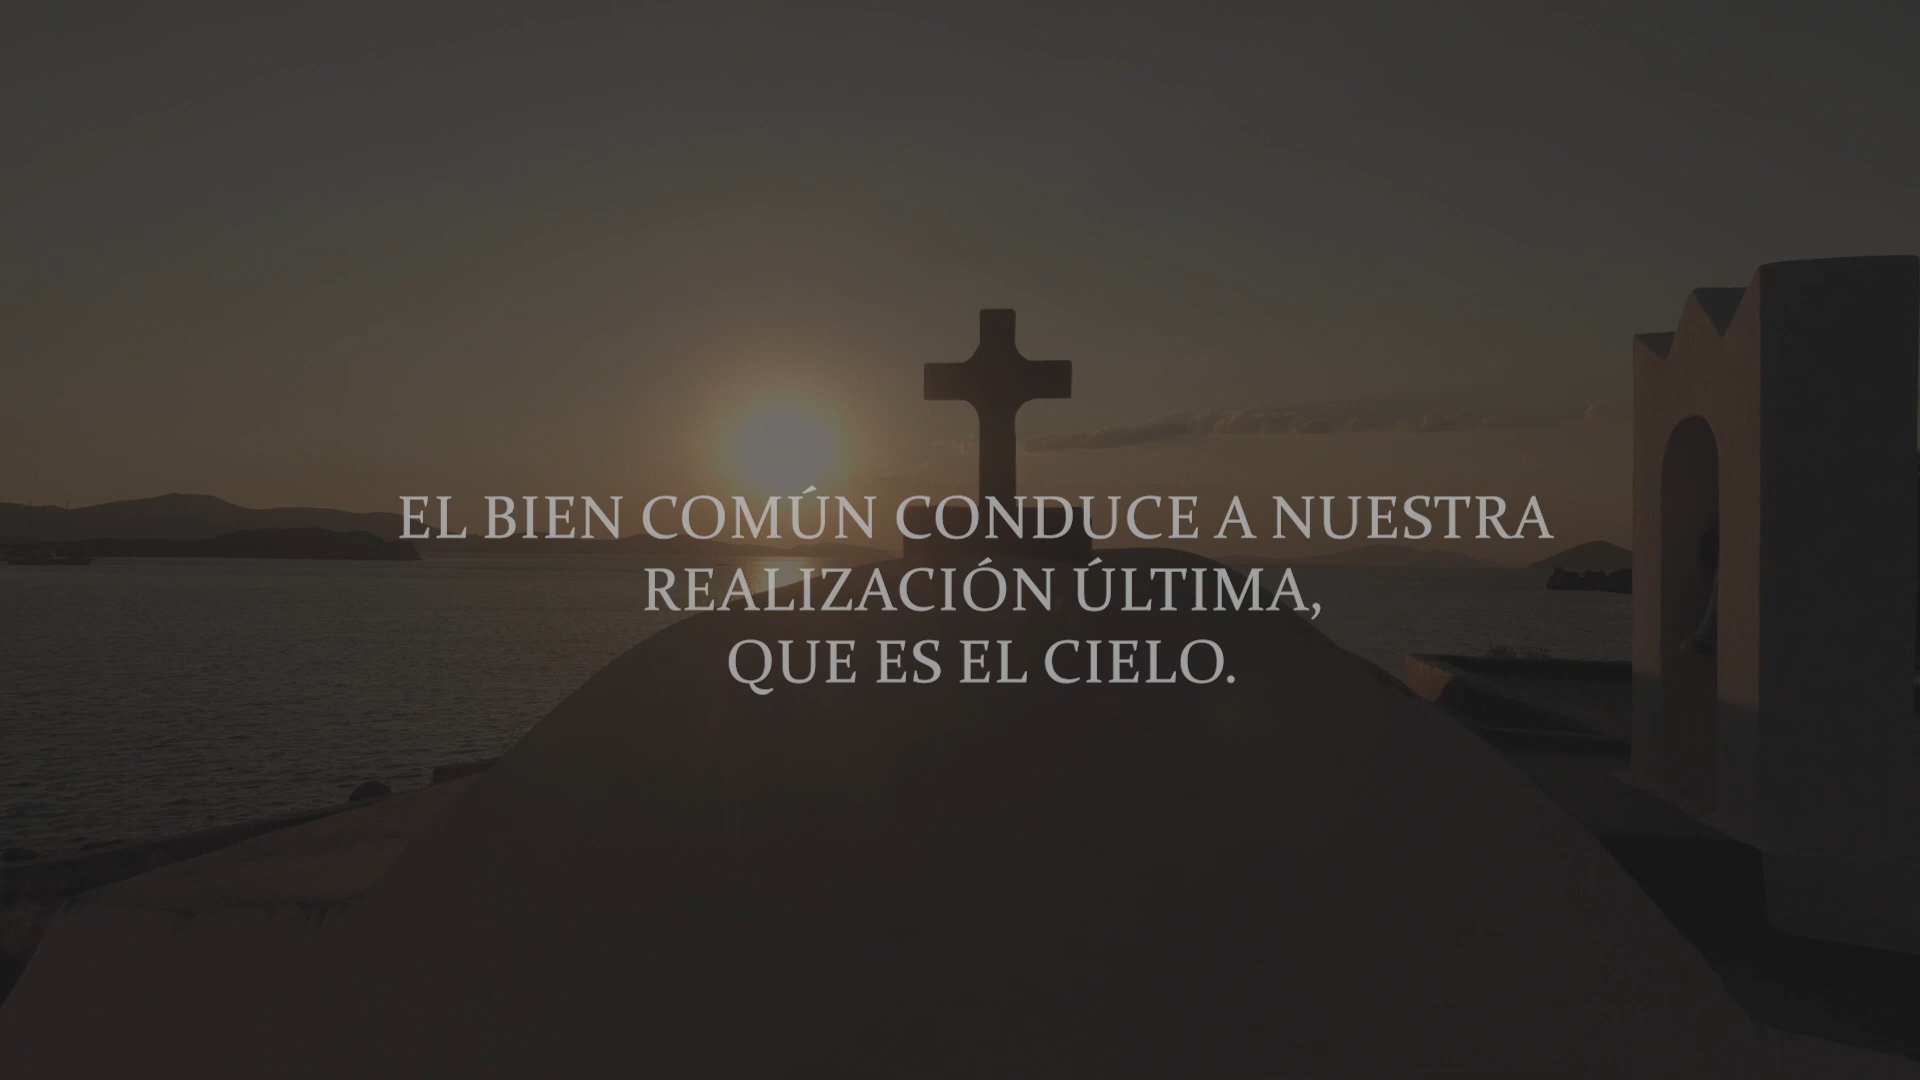 EL BIEN COMÚN CONDUCE A NUESTRA
REALIZACIÓN ÚLTIMA,
QUE ES EL CIELO.